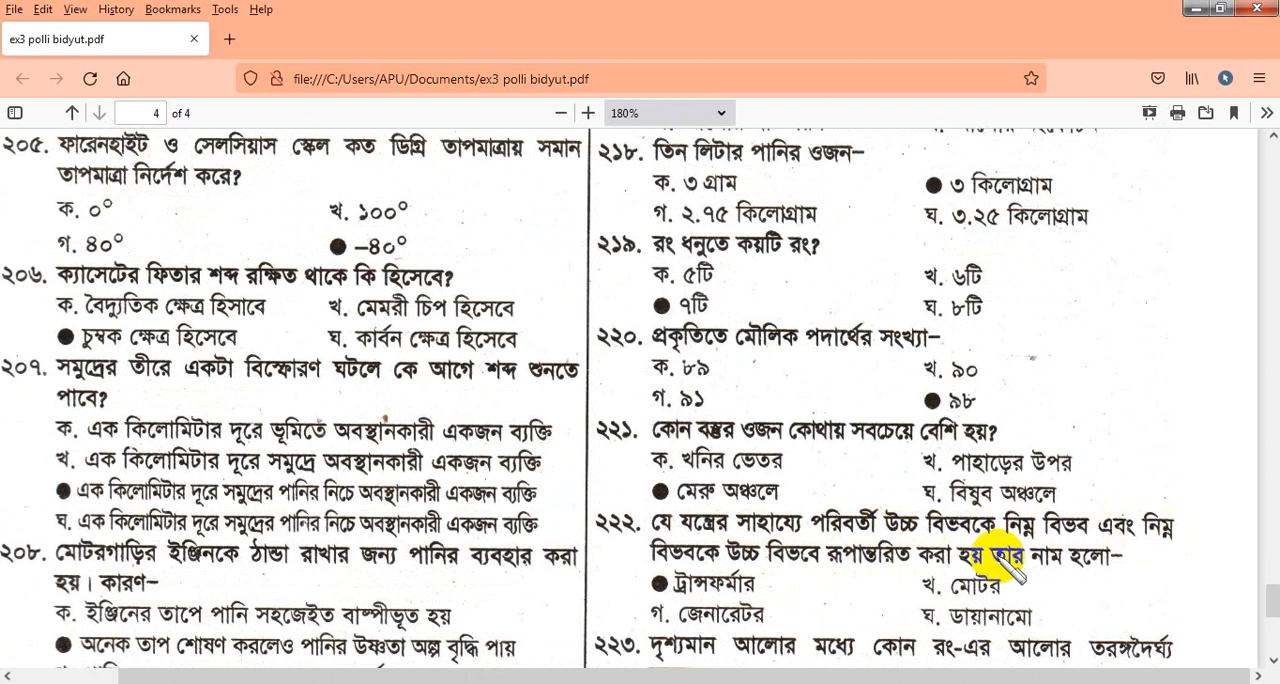 File Edit View History Bookmarks Tools Help
ex3 polli bidyut.pdf
file:///C:/Users/APU/Documents/ex3 polli bidyut.pdf
4 of 4
180%
২০৫. ফারেনহাইট ও সেলসিয়াস স্কেল কত ডিগ্রি তাপমাত্রায় সমান
তাপমাত্রা নির্দেশ করে?
ক. ০° খ. ১০০°
গ. ৪০° ● –৪০°
২০৬. ক্যাসেটের ফিতার শব্দ রক্ষিত থাকে কি হিসেবে?
ক. বৈদ্যুতিক ক্ষেত্র হিসাবে খ. মেমরী চিপ হিসেবে
● চুম্বক ক্ষেত্র হিসেবে ঘ. কার্বন ক্ষেত্র হিসেবে
২০৭. সমুদ্রের তীরে একটা বিস্ফোরণ ঘটলে কে আগে শব্দ শুনতে
পাবে?
ক. এক কিলোমিটার দূরে ভূমিতে অবস্থানকারী একজন ব্যক্তি
খ. এক কিলোমিটার দূরে সমুদ্রে অবস্থানকারী একজন ব্যক্তি
● এক কিলোমিটার দূরে সমুদ্রের পানির নিচে অবস্থানকারী একজন ব্যক্তি
ঘ. এক কিলোমিটার দূরে সমুদ্রের পানির নিচে অবস্থানকারী একজন ব্যক্তি
২০৮. মোটরগাড়ির ইঞ্জিনকে ঠান্ডা রাখার জন্য পানির ব্যবহার করা
হয়। কারণ–
ক. ইঞ্জিনের তাপে পানি সহজেইত বাষ্পীভূত হয়
● অনেক তাপ শোষণ করলেও পানির উষ্ণতা অল্প বৃদ্ধি পায়
২১৮. তিন লিটার পানির ওজন–
ক. ৩ গ্রাম ● ৩ কিলোগ্রাম
গ. ২.৭৫ কিলোগ্রাম ঘ. ৩.২৫ কিলোগ্রাম
২১৯. রং ধনুতে কয়টি রং?
ক. ৫টি খ. ৬টি
● ৭টি ঘ. ৮টি
২২০. প্রকৃতিতে মৌলিক পদার্থের সংখ্যা–
ক. ৮৯ খ. ৯০
গ. ৯১ ● ৯৮
২২১. কোন বস্তুর ওজন কোথায় সবচেয়ে বেশি হয়?
ক. খনির ভেতর খ. পাহাড়ের উপর
● মেরু অঞ্চলে ঘ. বিষুব অঞ্চলে
২২২. যে যন্ত্রের সাহায্যে পরিবর্তী উচ্চ বিভবকে নিম্ন বিভব এবং নিম্ন
বিভবকে উচ্চ বিভবে রূপান্তরিত করা হয় তার নাম হলো–
● ট্রান্সফর্মার খ. মোটর
গ. জেনারেটর ঘ. ডায়ানামো
২২৩. দৃশ্যমান আলোর মধ্যে কোন রং-এর আলোর তরঙ্গদৈর্ঘ্য